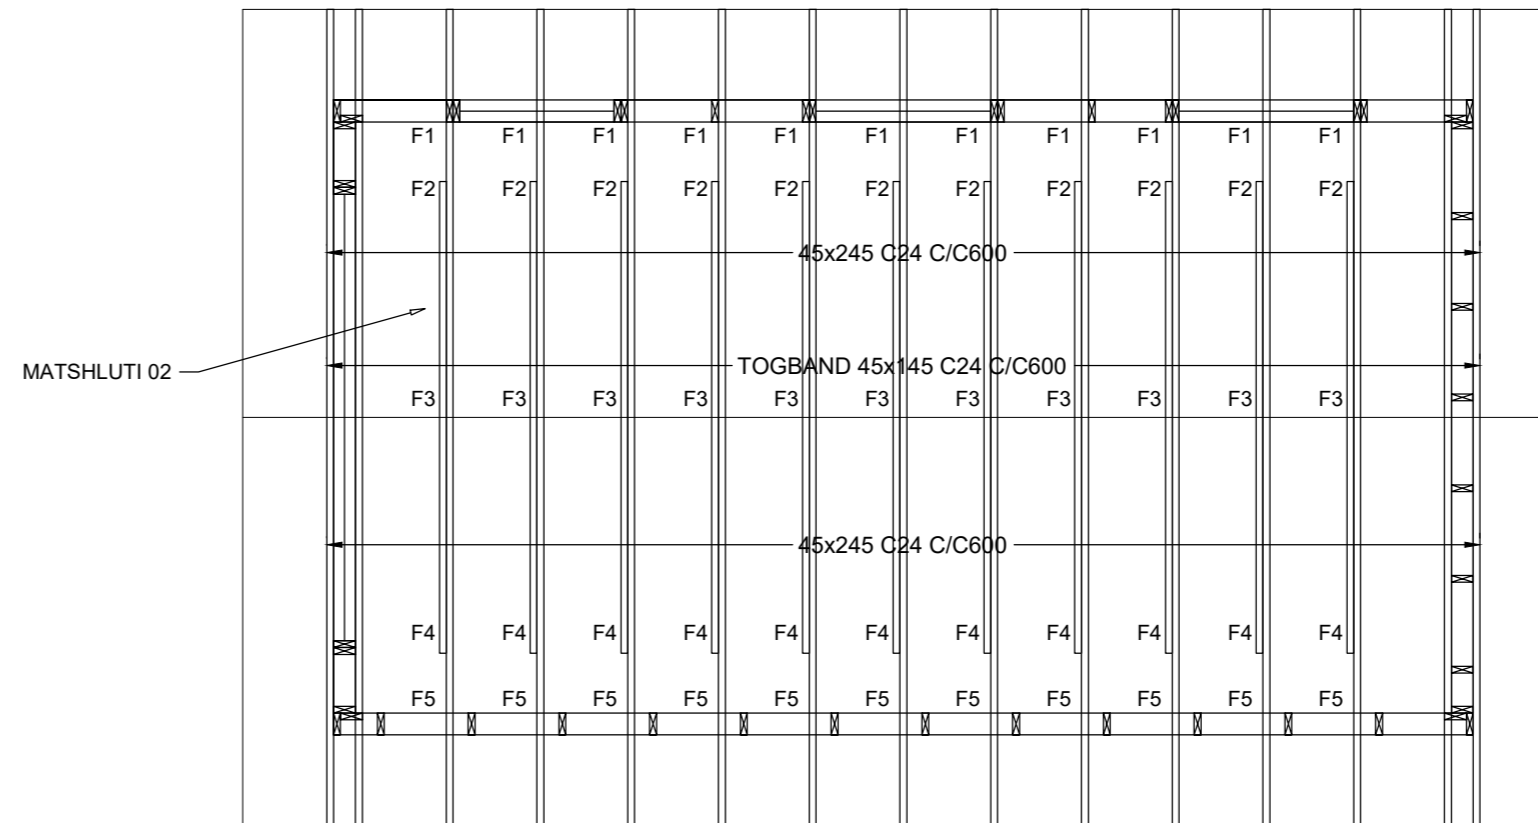 F1 F1 F1 F1 F1 F1 F1 F1 F1 F1 F1
F2 F2 F2 F2 F2 F2 F2 F2 F2 F2 F2
45x245 C24 C/C600
TOGBAND 45x145 C24 C/C600
MATSHLUTI 02
F3 F3 F3 F3 F3 F3 F3 F3 F3 F3 F3
45x245 C24 C/C600
F4 F4 F4 F4 F4 F4 F4 F4 F4 F4 F4
F5 F5 F5 F5 F5 F5 F5 F5 F5 F5 F5